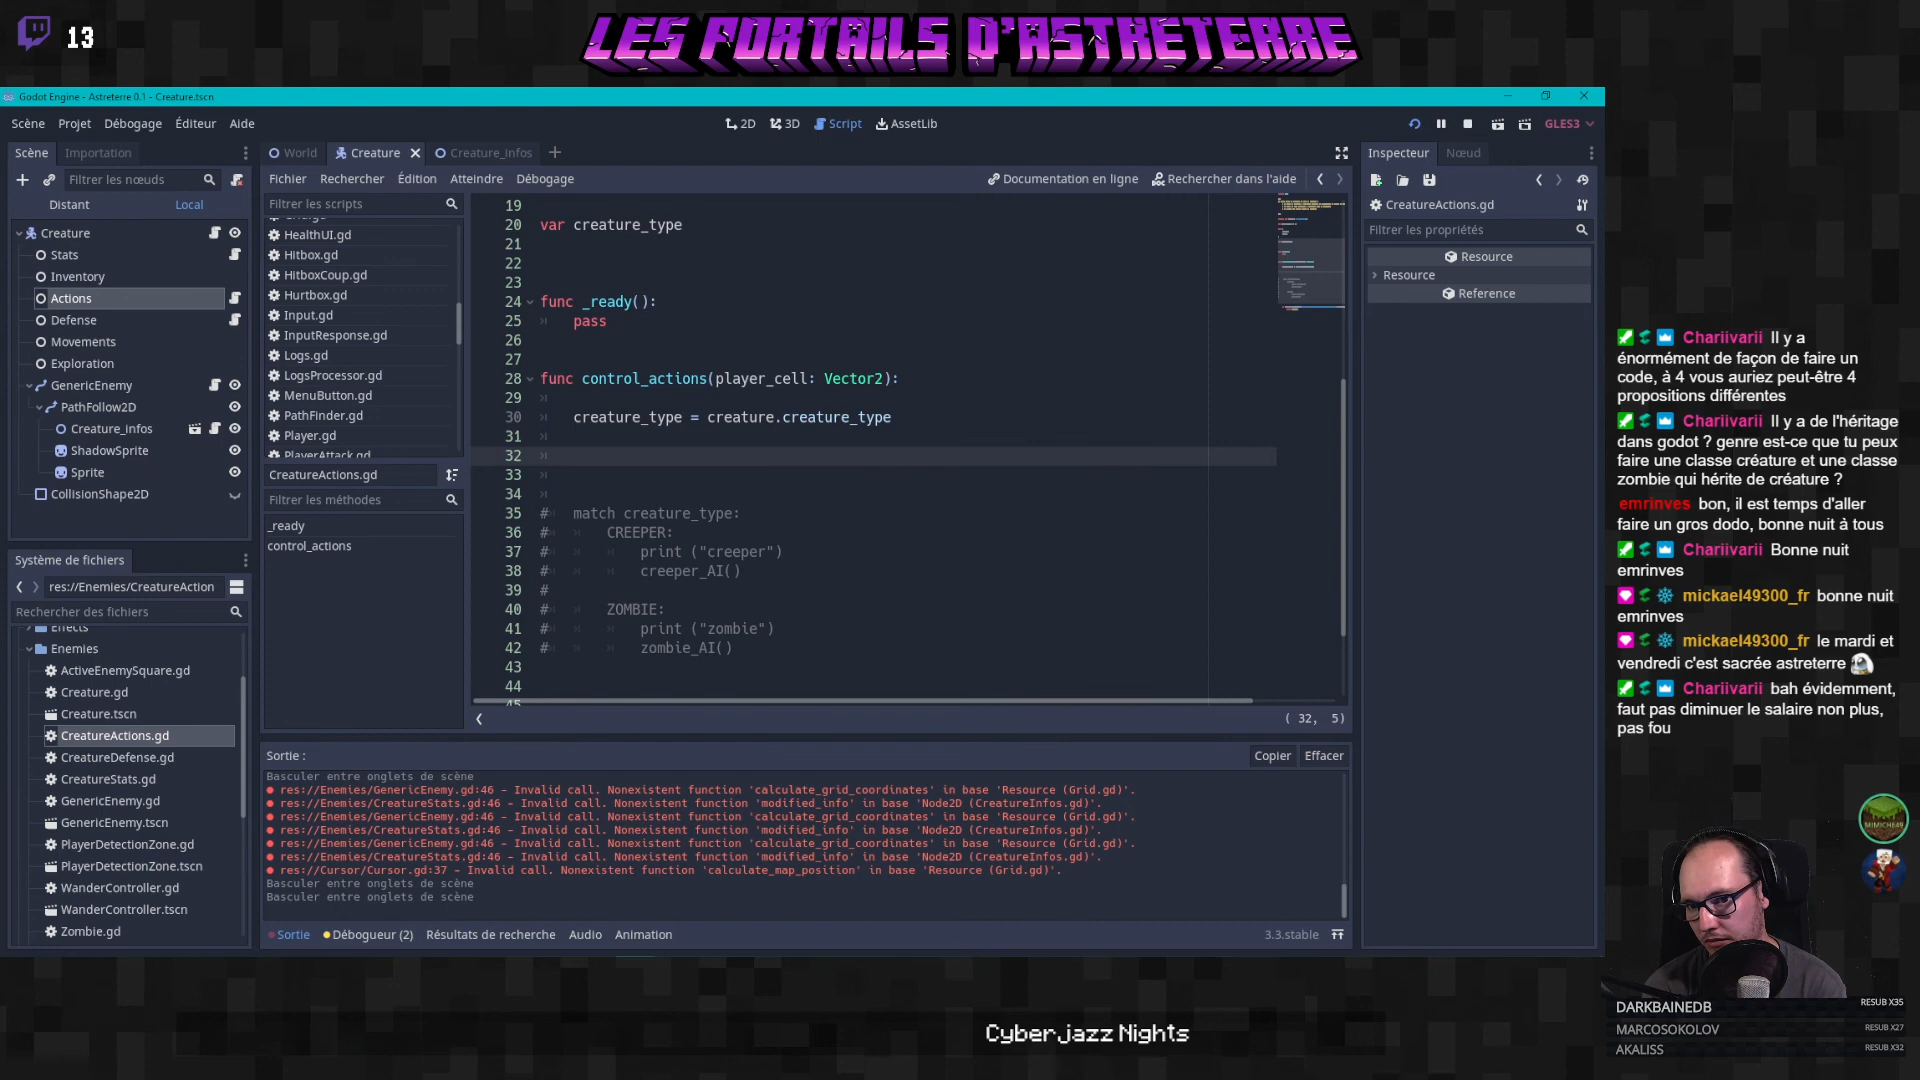 13
LES PORTAILS D'ASTRÉTERRE
Godot Engine - Astreterre 0.1 - Creature.tscn
Scène Projet Débogage Éditeur Aide
2D 3D Script AssetLib
GLES3
Scène Importation
Filtrer les nœuds
Distant Local
Creature
Stats
Inventory
Actions
Defense
Movements
Exploration
GenericEnemy
PathFollow2D
Creature_infos
ShadowSprite
Sprite
CollisionShape2D
Système de fichiers
res://Enemies/CreatureAction
Rechercher des fichiers
Effects
Enemies
ActiveEnemySquare.gd
Creature.gd
Creature.tscn
CreatureActions.gd
CreatureDefense.gd
CreatureStats.gd
GenericEnemy.gd
GenericEnemy.tscn
PlayerDetectionZone.gd
PlayerDetectionZone.tscn
WanderController.gd
WanderController.tscn
Zombie.gd
World Creature Creature_infos
Fichier Rechercher Édition Atteindre Débogage
Documentation en ligne Rechercher dans l'aide
Filtrer les scripts
HealthUI.gd
Hitbox.gd
HitboxCoup.gd
Hurtbox.gd
Input.gd
InputResponse.gd
Logs.gd
LogsProcessor.gd
MenuButton.gd
PathFinder.gd
Player.gd
PlayerAttack.gd
CreatureActions.gd
Filtrer les méthodes
_ready
control_actions
19
20 var creature_type
21
22
23
24 func _ready():
25 pass
26
27
28 func control_actions(player_cell: Vector2):
29
30 creature_type = creature.creature_type
31
32
33
34
35 # match creature_type:
36 # CREEPER:
37 # print ("creeper")
38 # creeper_AI()
39 #
40 # ZOMBIE:
41 # print ("zombie")
42 # zombie_AI()
43
44
45
( 32, 5)
Sortie :
Copier Effacer
Basculer entre onglets de scène
res://Enemies/GenericEnemy.gd:46 - Invalid call. Nonexistent function 'calculate_grid_coordinates' in base 'Resource (Grid.gd)'.
res://Enemies/CreatureStats.gd:46 - Invalid call. Nonexistent function 'modified_info' in base 'Node2D (CreatureInfos.gd)'.
res://Enemies/GenericEnemy.gd:46 - Invalid call. Nonexistent function 'calculate_grid_coordinates' in base 'Resource (Grid.gd)'.
res://Enemies/CreatureStats.gd:46 - Invalid call. Nonexistent function 'modified_info' in base 'Node2D (CreatureInfos.gd)'.
res://Enemies/GenericEnemy.gd:46 - Invalid call. Nonexistent function 'calculate_grid_coordinates' in base 'Resource (Grid.gd)'.
res://Enemies/CreatureStats.gd:46 - Invalid call. Nonexistent function 'modified_info' in base 'Node2D (CreatureInfos.gd)'.
res://Cursor/Cursor.gd:37 - Invalid call. Nonexistent function 'calculate_map_position' in base 'Resource (Grid.gd)'.
Basculer entre onglets de scène
Basculer entre onglets de scène
Sortie Débogueur (2) Résultats de recherche Audio Animation
3.3.stable
Inspecteur Nœud
CreatureActions.gd
Filtrer les propriétés
Resource
Resource
Reference
Chariivarii Il y a
énormément de façon de faire un
code, à 4 vous auriez peut-être 4
propositions différentes
Chariivarii Il y a de l'héritage
dans godot ? genre est-ce que tu peux
faire une classe créature et une classe
zombie qui hérite de créature ?
emrinves bon, il est temps d'aller
faire un gros dodo, bonne nuit à tous
Chariivarii Bonne nuit
emrinves
mickael49300_fr bonne nuit
emrinves
mickael49300_fr le mardi et
vendredi c'est sacrée astreterre
Chariivarii bah évidemment,
faut pas diminuer le salaire non plus,
pas fou
DARKBAINEDB RESUB X35
MARCOSOKOLOV RESUB X27
AKALISS RESUB X32
Cyberjazz Nights